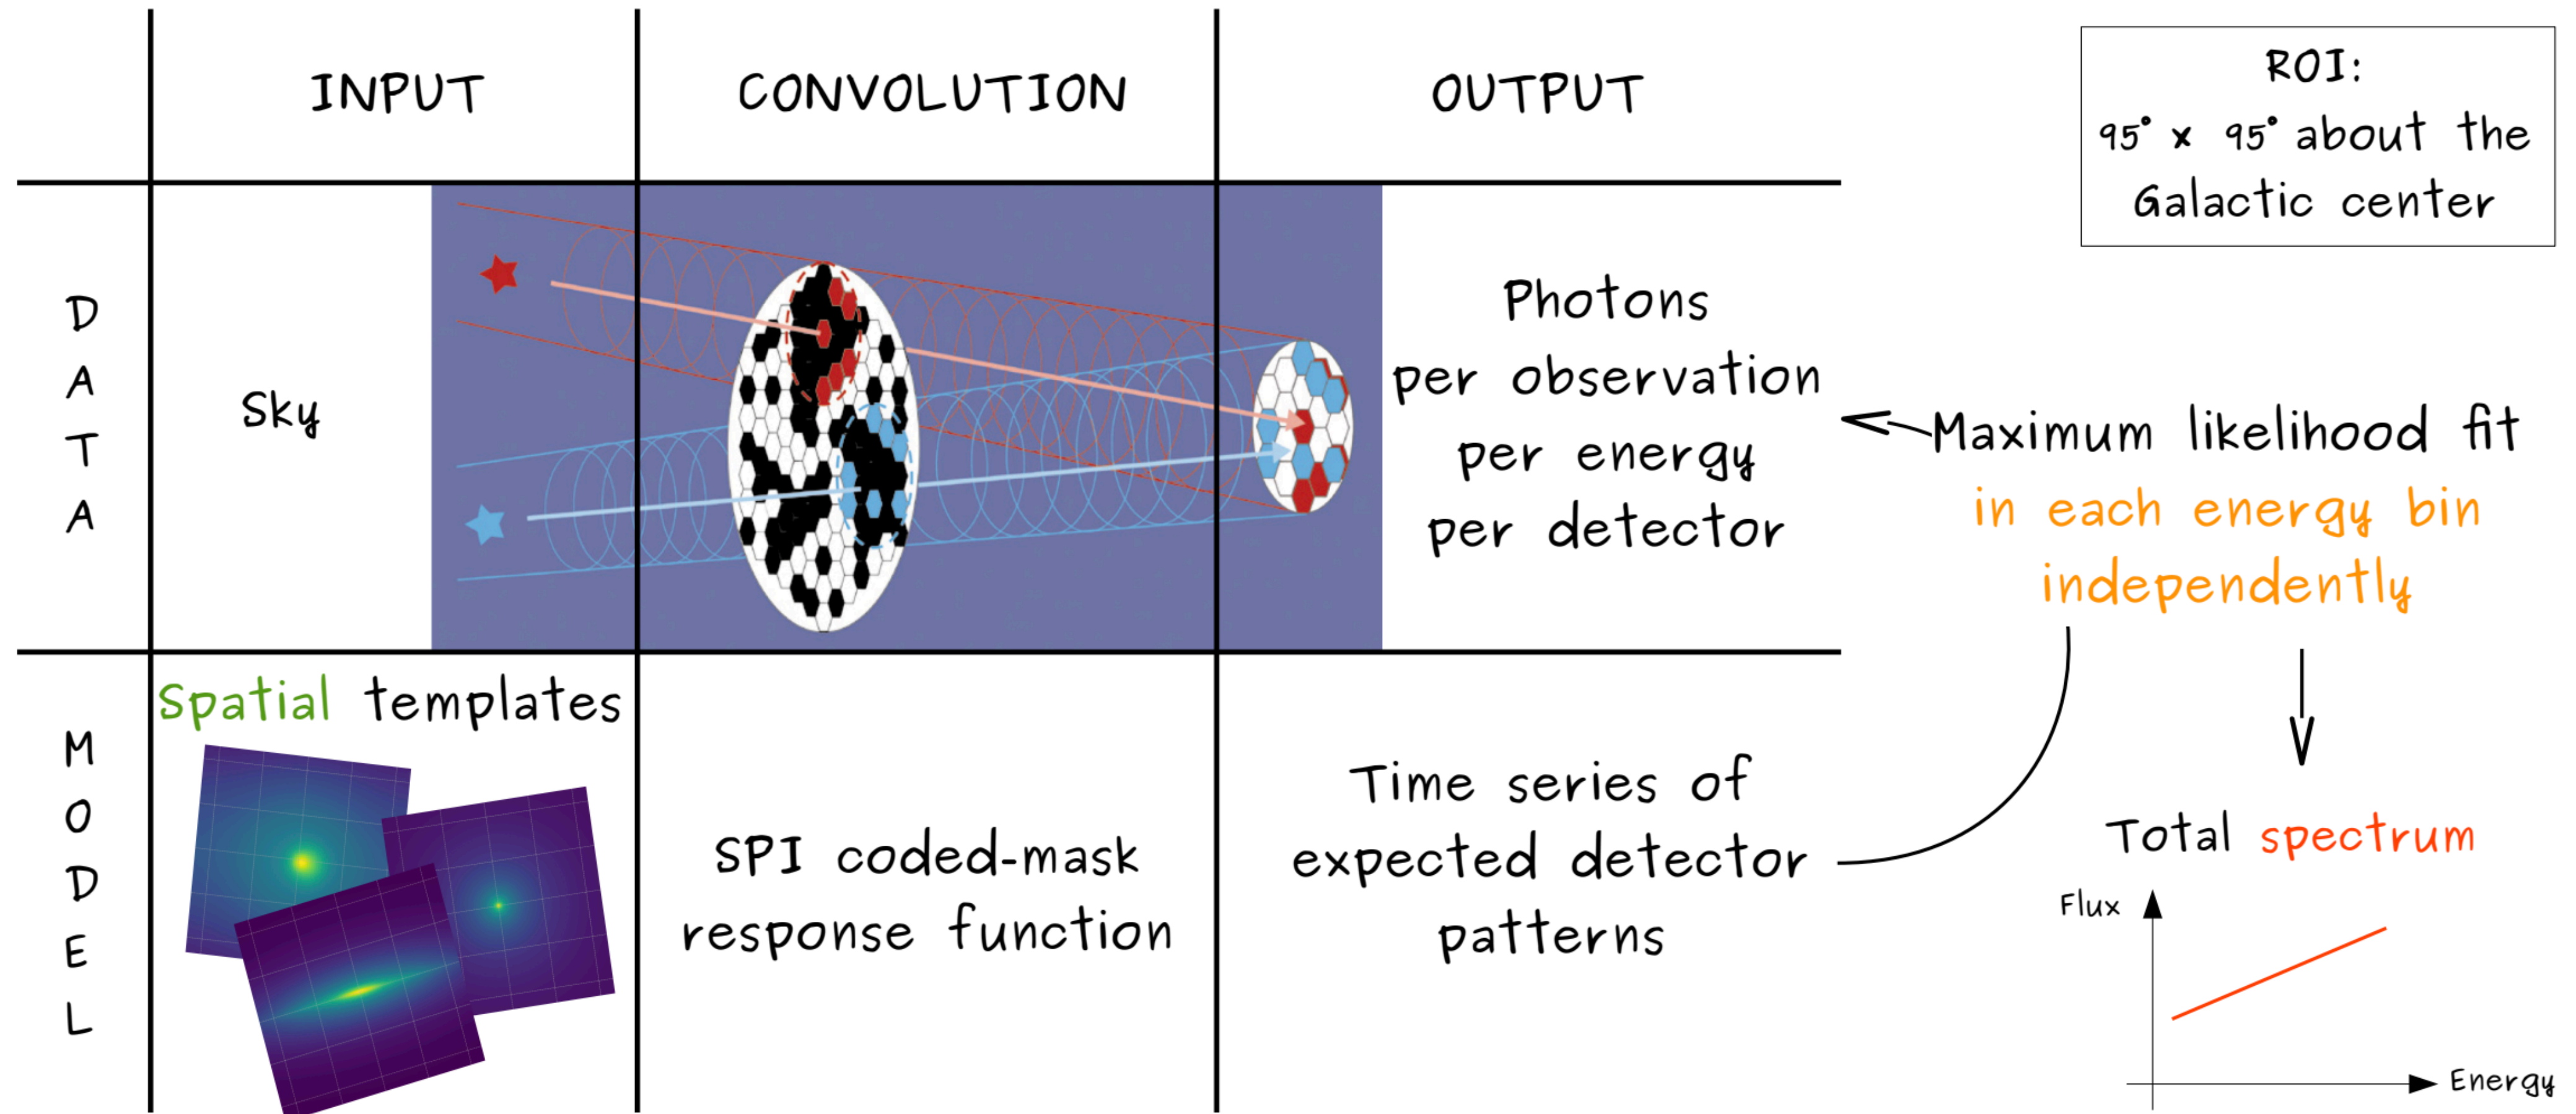 INPUT
CONVOLUTION
OUTPUT
ROI:
95° x 95° about the
Galactic center
DATA
Sky
Photons
per observation
per energy
per detector
Maximum likelihood fit
in each energy bin
independently
MODEL
Spatial templates
SPI coded-mask
response function
Time series of
expected detector
patterns
Total spectrum
Flux
Energy